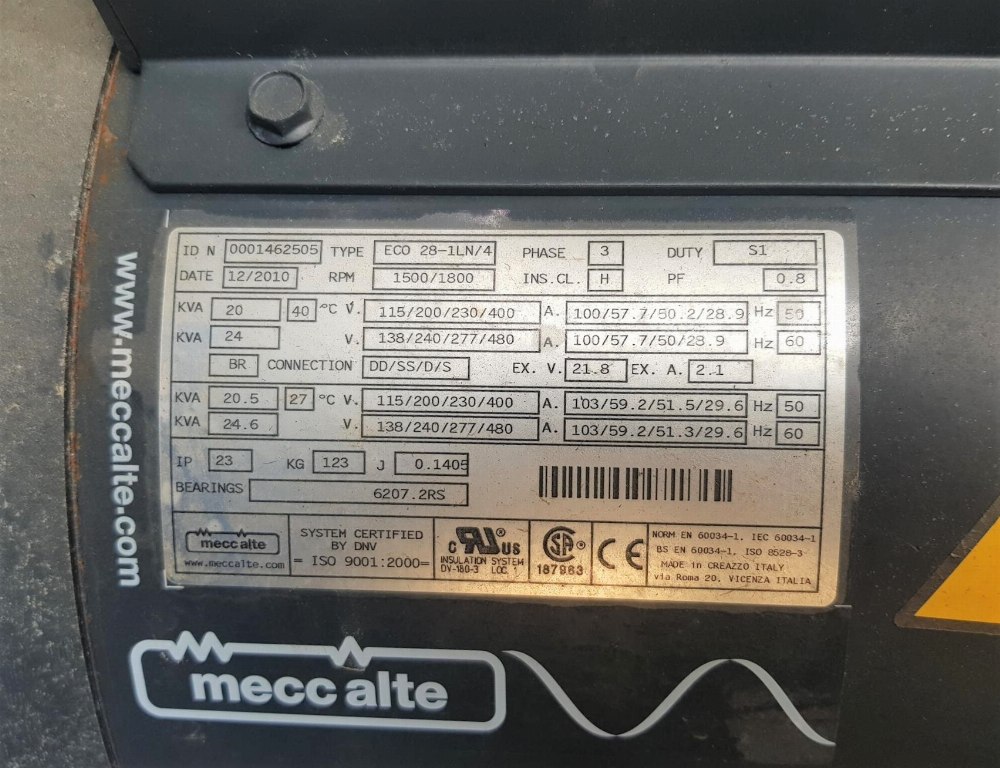 ID N 0001462505 TYPE ECO 28-1LN/4 PHASE 3 DUTY S1
DATE 12/2010 RPM 1500/1800 INS.CL. H PF 0.8
KVA 20 40 °C V. 115/200/230/400 A. 100/57.7/50.2/28.9 Hz 50
KVA 24 V. 138/240/277/480 A. 100/57.7/50/28.9 Hz 60
BR CONNECTION DD/SS/D/S EX. V. 21.8 EX. A. 2.1
KVA 20.5 27 °C V. 115/200/230/400 A. 103/59.2/51.5/29.6 Hz 50
KVA 24.6 V. 138/240/277/480 A. 103/59.2/51.3/29.6 Hz 60
IP 23 KG 123 J 0.1405
BEARINGS 6207.2RS
mecc alte
www.meccalte.com
SYSTEM CERTIFIED
BY DNV
= ISO 9001:2000=
C RU US
INSULATION SYSTEM
DV-180-3 LOC. 1
SA ®
187983
CE
NORM EN 60034-1, IEC 60034-1
BS EN 60034-1, ISO 8528-3
MADE in CREAZZO ITALY
via Roma 20, VICENZA ITALIA
www.meccalte.com
mecc alte